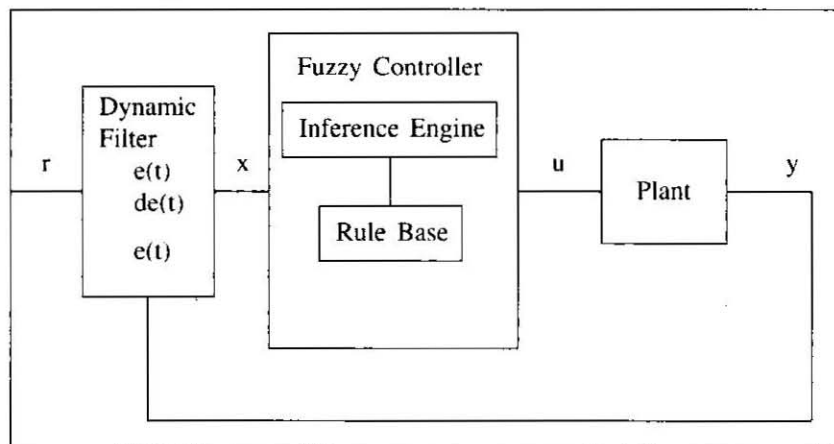 Fuzzy Controller
Dynamic
Filter
Inference Engine
r
e(t)
x
u
y
de(t)
Plant
Rule Base
e(t)